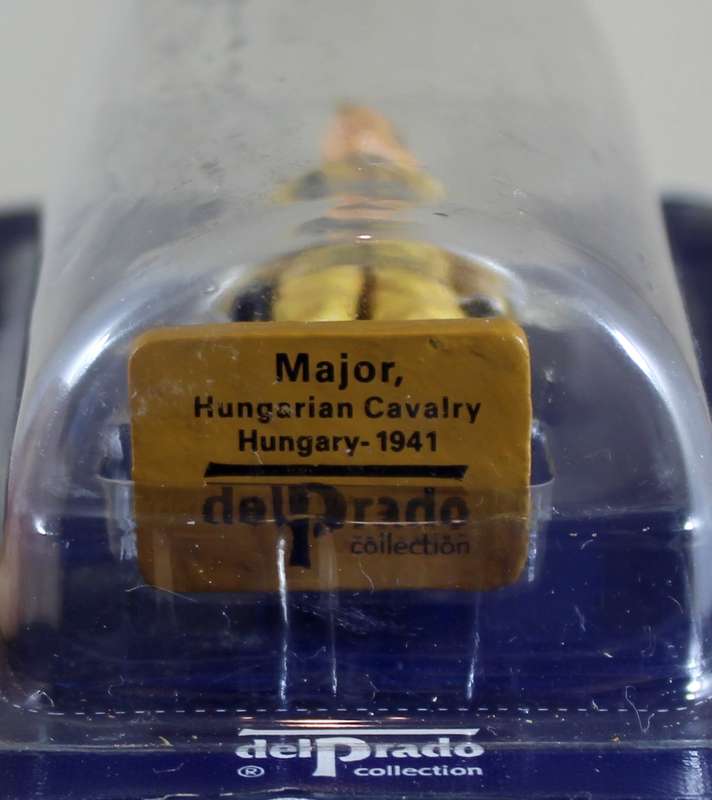 Major,
Hungarian Cavalry
Hungary-1941
delPrado
collection
delPrado
® collection